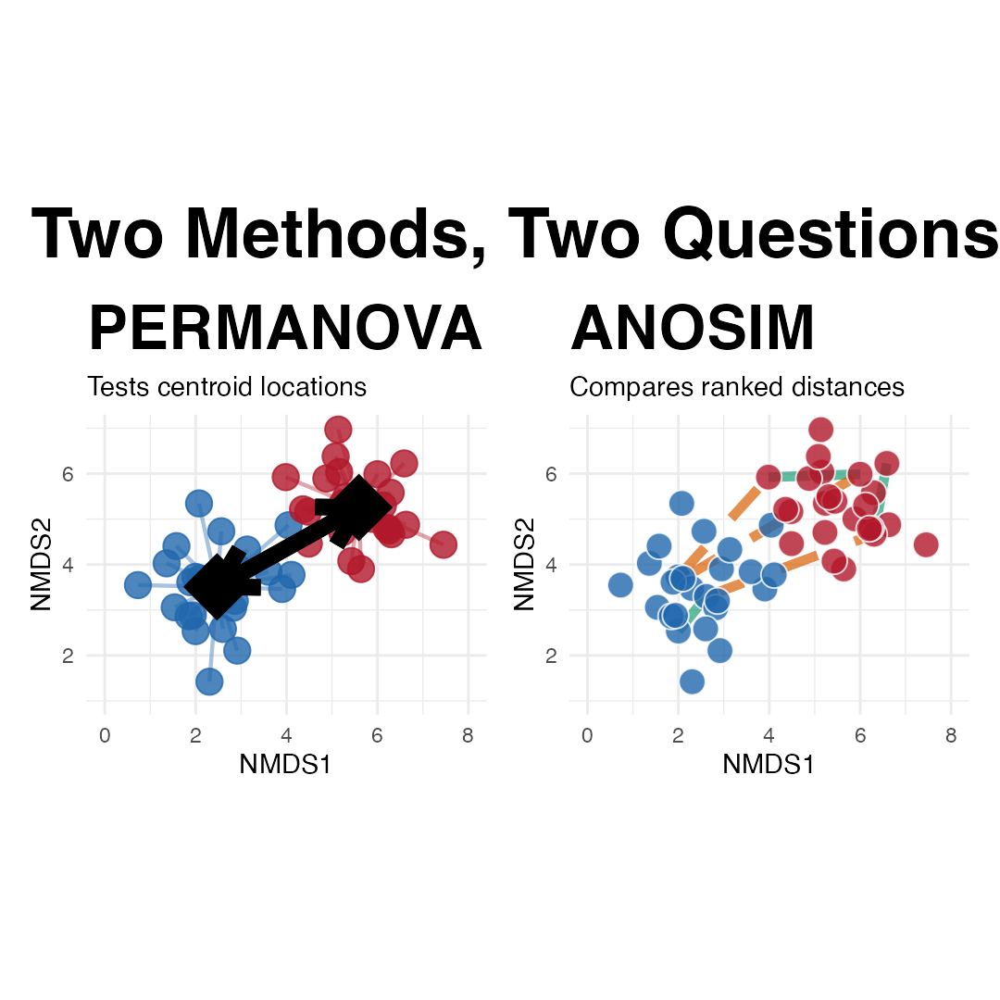 Two Methods, Two Questions
PERMANOVA
Tests centroid locations
6
4
2
0 2 4 6 8
NMDS1
NMDS2
ANOSIM
Compares ranked distances
6
4
2
0 2 4 6 8
NMDS1
NMDS2